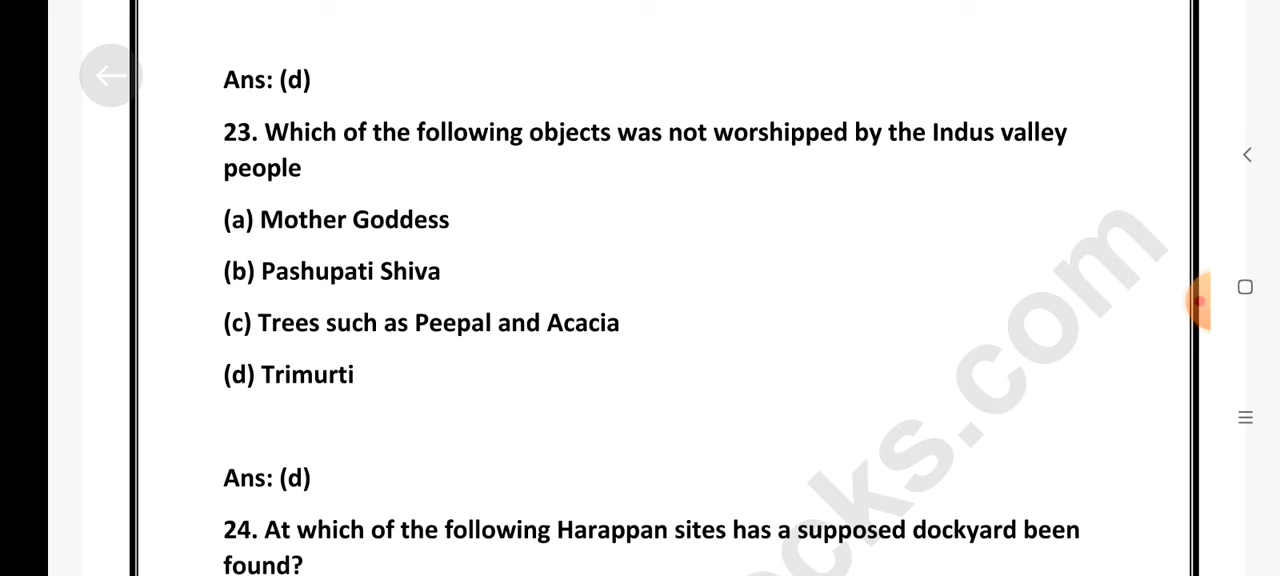 Ans: (d)
23. Which of the following objects was not worshipped by the Indus valley
people
(a) Mother Goddess
(b) Pashupati Shiva
(c) Trees such as Peepal and Acacia
(d) Trimurti
Ans: (d)
24. At which of the following Harappan sites has a supposed dockyard been
found?
ocks.com